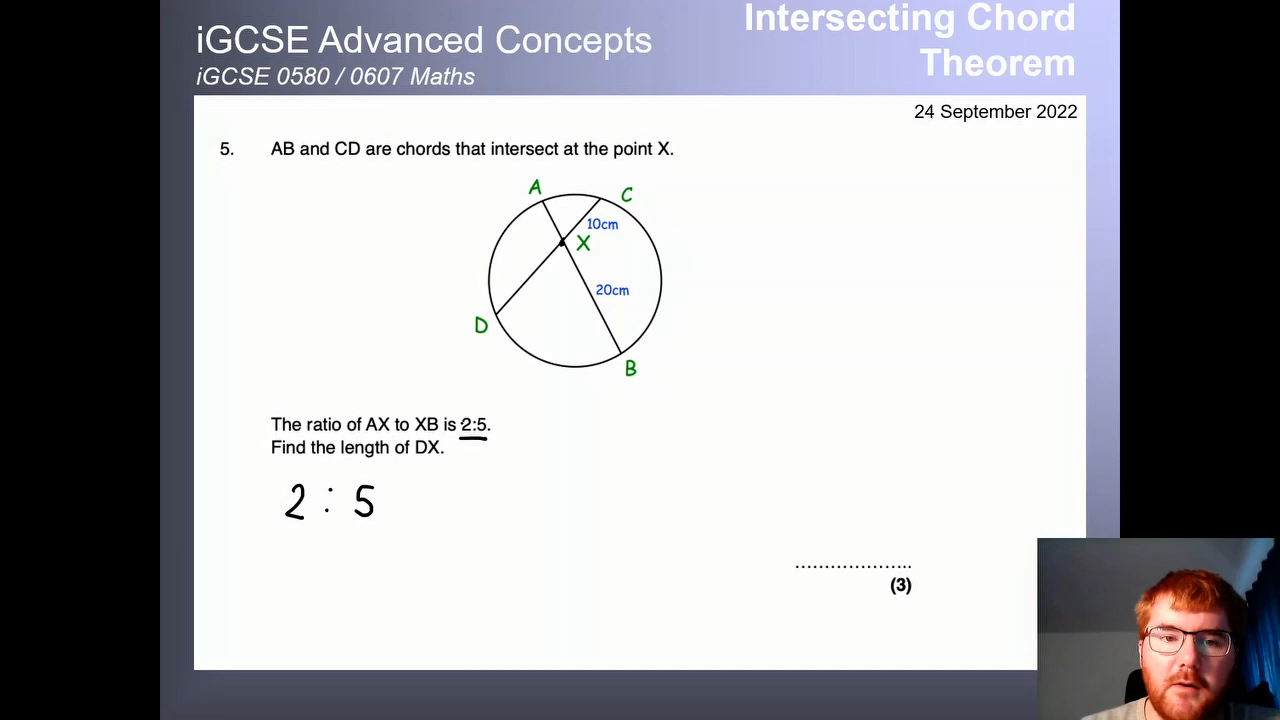 iGCSE Advanced Concepts
iGCSE 0580 / 0607 Maths
Intersecting Chord
Theorem
24 September 2022
5. AB and CD are chords that intersect at the point X.
A
C
10cm
X
20cm
D
B
The ratio of AX to XB is 2:5.
Find the length of DX.
2 : 5
......................
(3)